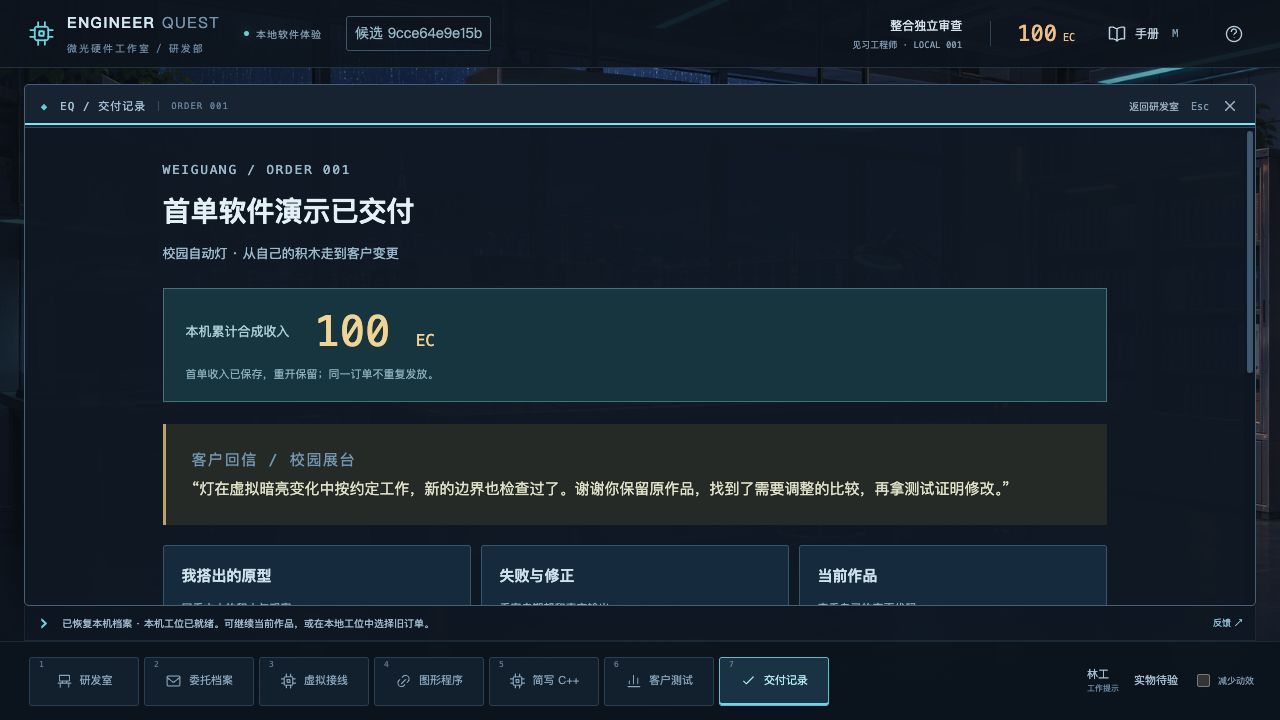 ENGINEER QUEST
微光硬件工作室 / 研发部
本地软件体验
候选 9cce64e9e15b
整合独立审查
见习工程师 · LOCAL 001
100 EC
手册 M
EQ / 交付记录
ORDER 001
返回研发室 Esc
WEIGUANG / ORDER 001
首单软件演示已交付
校园自动灯 · 从自己的积木走到客户变更
本机累计合成收入 100 EC
首单收入已保存，重开保留；同一订单不重复发放。
客户回信 / 校园展台
“灯在虚拟暗亮变化中按约定工作，新的边界也检查过了。谢谢你保留原作品，找到了需要调整的比较，再拿测试证明修改。”
我搭出的原型
失败与修正
当前作品
已恢复本机档案 · 本机工位已就绪。可继续当前作品，或在本地工位中选择旧订单。
反馈 ↗
1 研发室
2 委托档案
3 虚拟接线
4 图形程序
5 简写 C++
6 客户测试
7 交付记录
林工
工作提示
实物待验
减少动效